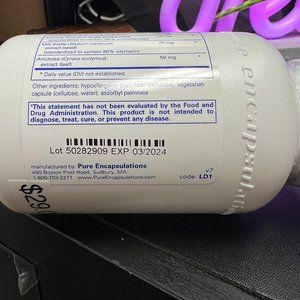 75 mg
Milk thistle (Silybum marianum)
extract (seed)
(standardized to contain 80% silymarin)
Artichoke (Cynara scolymus) 50 mg
extract (leaf)
* Daily value (DV) not established
Other ingredients: hypoallergenic plant fiber (cellulose), vegetarian
capsule (cellulose, water), ascorbyl palmitate
†This statement has not been evaluated by the Food and
Drug Administration. This product is not intended to
diagnose, treat, cure, or prevent any disease.
Lot 50282909 EXP 03/2024
manufactured by Pure Encapsulations
490 Boston Post Road, Sudbury, MA
1-800-753-2277 www.PureEncapsulations.com
v7
code: LD1
encapsulations